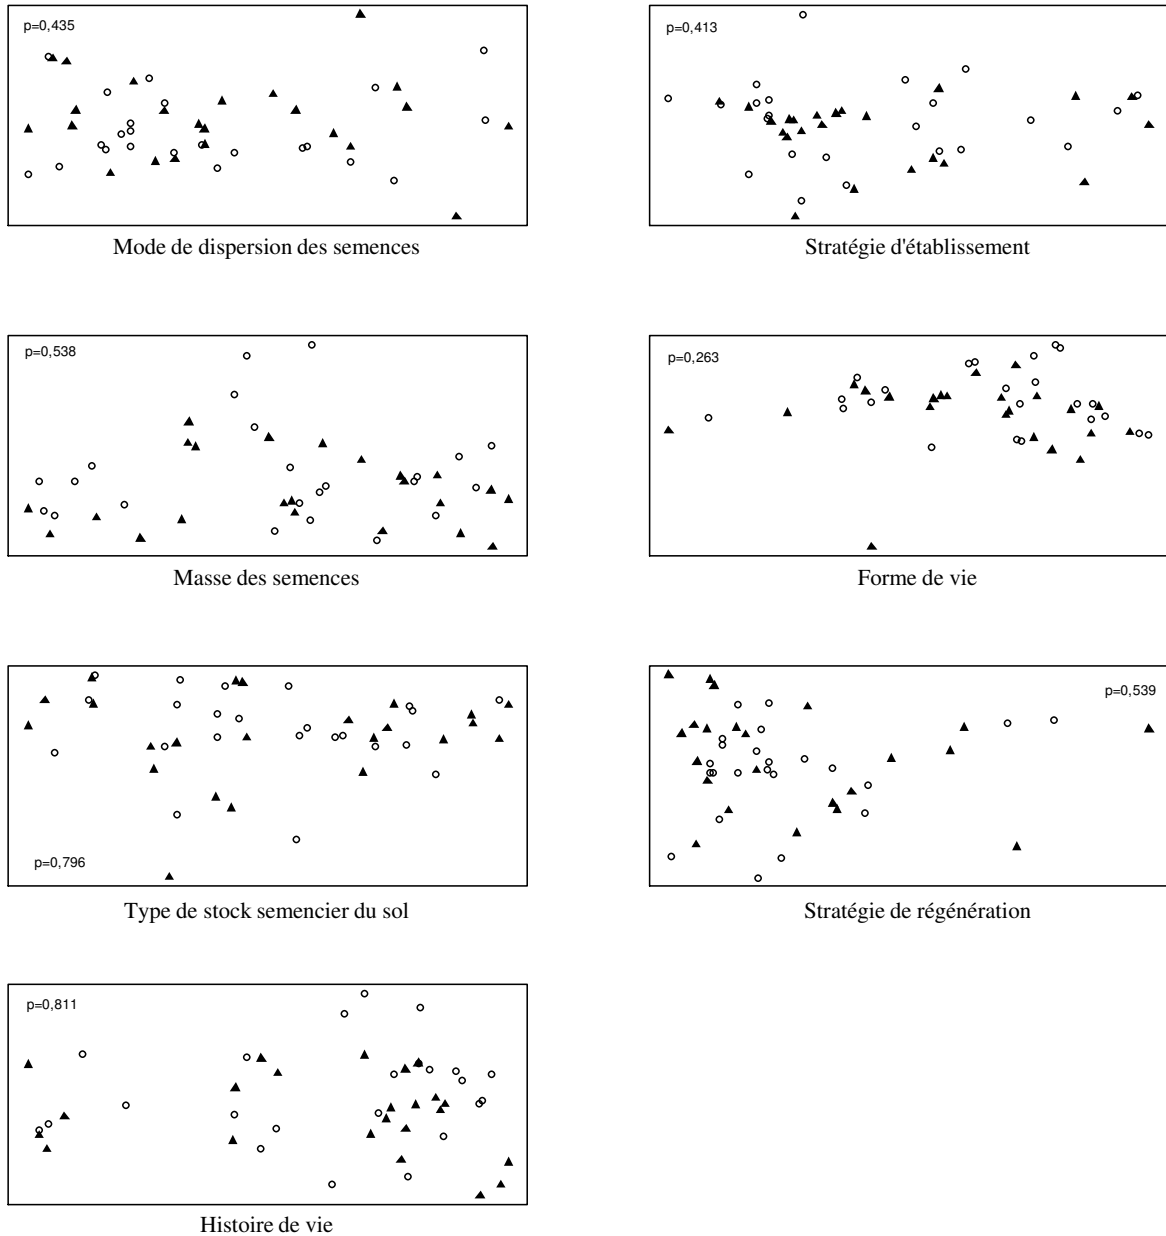 p=0,435
Mode de dispersion des semences
p=0,413
Stratégie d'établissement
p=0,538
Masse des semences
p=0,263
Forme de vie
p=0,796
Type de stock semencier du sol
p=0,539
Stratégie de régénération
p=0,811
Histoire de vie